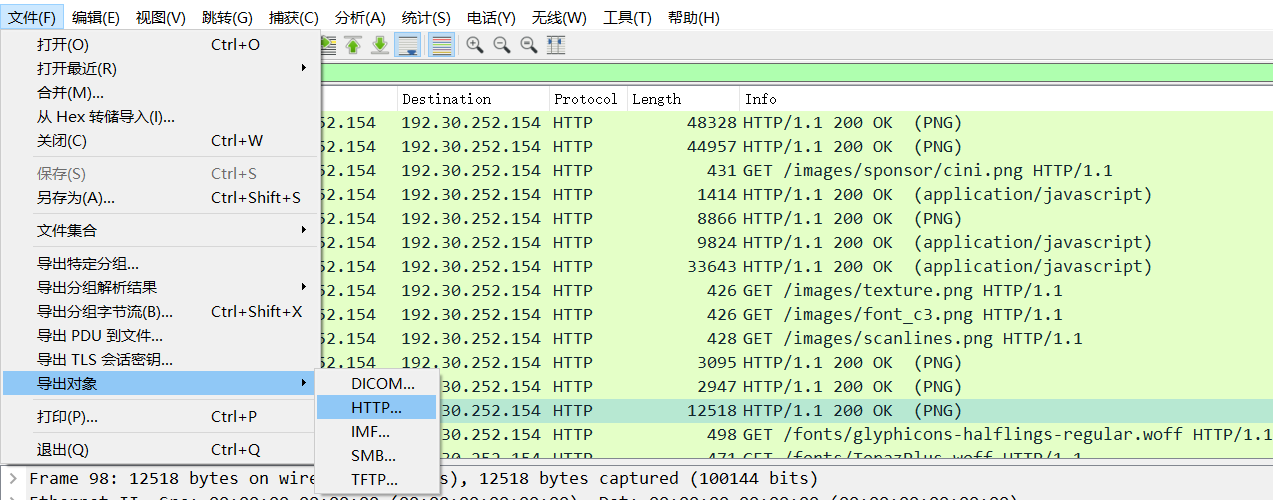 文件(F) 编辑(E) 视图(V) 跳转(G) 捕获(C) 分析(A) 统计(S) 电话(Y) 无线(W) 工具(T) 帮助(H)
打开(O) Ctrl+O
打开最近(R)
合并(M)...
从 Hex 转储导入(I)...
关闭(C) Ctrl+W
保存(S) Ctrl+S
另存为(A)... Ctrl+Shift+S
文件集合
导出特定分组...
导出分组解析结果
导出分组字节流(B)... Ctrl+Shift+X
导出 PDU 到文件...
导出 TLS 会话密钥...
导出对象
打印(P)... Ctrl+P
退出(Q) Ctrl+Q
DICOM...
HTTP...
IMF...
SMB...
TFTP...
Destination Protocol Length Info
52.154 192.30.252.154 HTTP 48328 HTTP/1.1 200 OK (PNG)
52.154 192.30.252.154 HTTP 44957 HTTP/1.1 200 OK (PNG)
52.154 192.30.252.154 HTTP 431 GET /images/sponsor/cini.png HTTP/1.1
52.154 192.30.252.154 HTTP 1414 HTTP/1.1 200 OK (application/javascript)
52.154 192.30.252.154 HTTP 8866 HTTP/1.1 200 OK (PNG)
52.154 192.30.252.154 HTTP 9824 HTTP/1.1 200 OK (application/javascript)
52.154 192.30.252.154 HTTP 33643 HTTP/1.1 200 OK (application/javascript)
52.154 192.30.252.154 HTTP 426 GET /images/texture.png HTTP/1.1
52.154 192.30.252.154 HTTP 426 GET /images/font_c3.png HTTP/1.1
52.154 192.30.252.154 HTTP 428 GET /images/scanlines.png HTTP/1.1
52.154 192.30.252.154 HTTP 3095 HTTP/1.1 200 OK (PNG)
.252.154 HTTP 2947 HTTP/1.1 200 OK (PNG)
.252.154 HTTP 12518 HTTP/1.1 200 OK (PNG)
.252.154 HTTP 498 GET /fonts/glyphicons-halflings-regular.woff HTTP/1.1
.252.154 HTTP 471 GET /fonts/TopazPlus.woff HTTP/1.1
Frame 98: 12518 bytes on wire s), 12518 bytes captured (100144 bits)